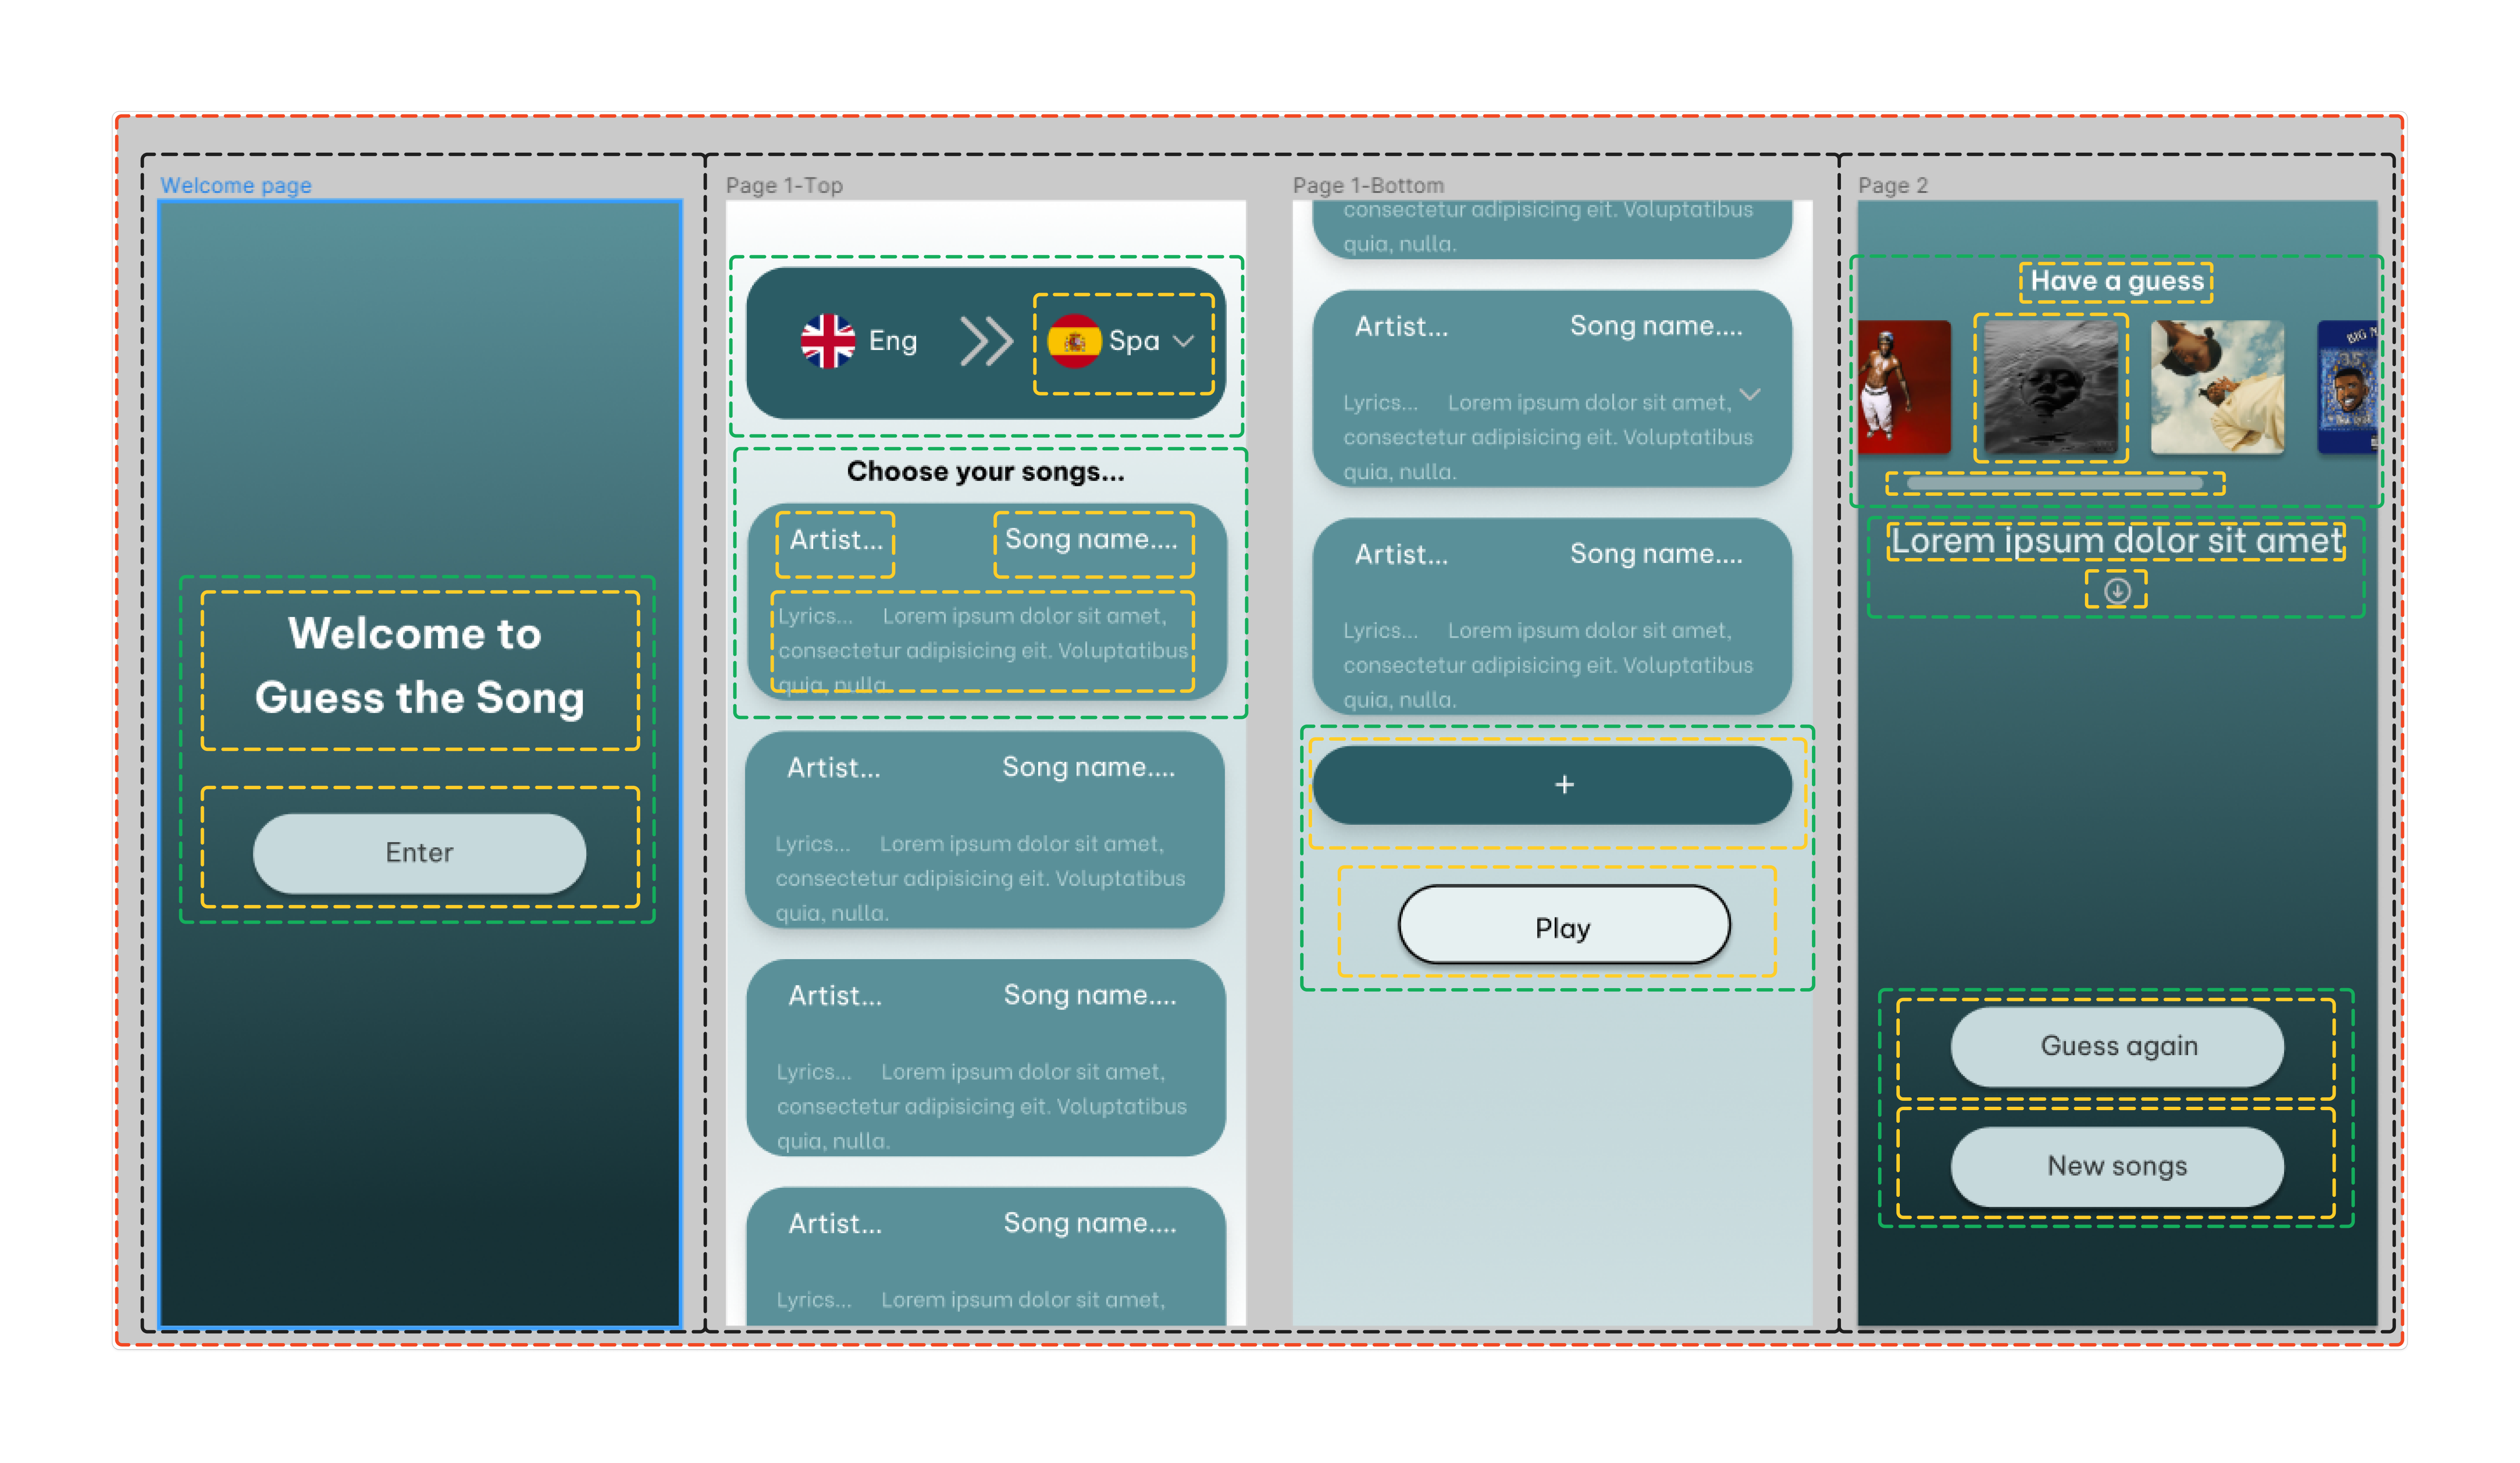 Welcome page
Welcome to
Guess the Song
Enter
Page 1-Top
Eng
Spa
Choose your songs...
Artist... Song name....
Lyrics... Lorem ipsum dolor sit amet,
consectetur adipisicing eit. Voluptatibus
quia, nulla.
Artist... Song name....
Lyrics... Lorem ipsum dolor sit amet,
consectetur adipisicing eit. Voluptatibus
quia, nulla.
Artist... Song name....
Lyrics... Lorem ipsum dolor sit amet,
consectetur adipisicing eit. Voluptatibus
quia, nulla.
Artist... Song name....
Lyrics... Lorem ipsum dolor sit amet,
Page 1-Bottom
consectetur adipisicing eit. Voluptatibus
quia, nulla.
Artist... Song name....
Lyrics... Lorem ipsum dolor sit amet,
consectetur adipisicing eit. Voluptatibus
quia, nulla.
Artist... Song name....
Lyrics... Lorem ipsum dolor sit amet,
consectetur adipisicing eit. Voluptatibus
quia, nulla.
+
Play
Page 2
Have a guess
BIG
Lorem ipsum dolor sit amet
Guess again
New songs